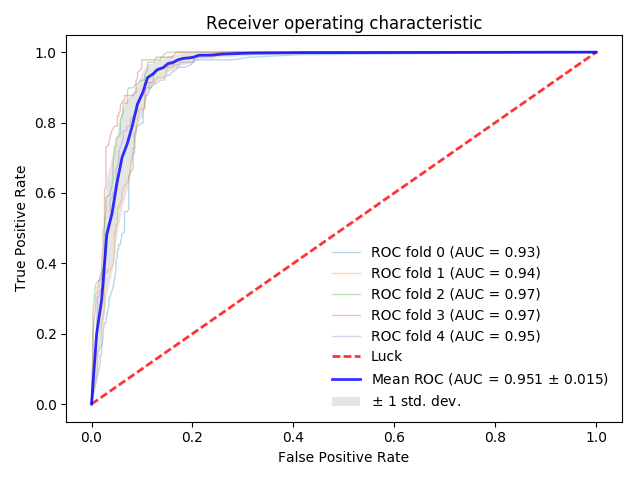 Receiver operating characteristic
True Positive Rate
1.0
0.8
0.6
0.4
0.2
0.0
ROC fold 0 (AUC = 0.93)
ROC fold 1 (AUC = 0.94)
ROC fold 2 (AUC = 0.97)
ROC fold 3 (AUC = 0.97)
ROC fold 4 (AUC = 0.95)
Luck
Mean ROC (AUC = 0.951 ± 0.015)
± 1 std. dev.
0.0 0.2 0.4 0.6 0.8 1.0
False Positive Rate